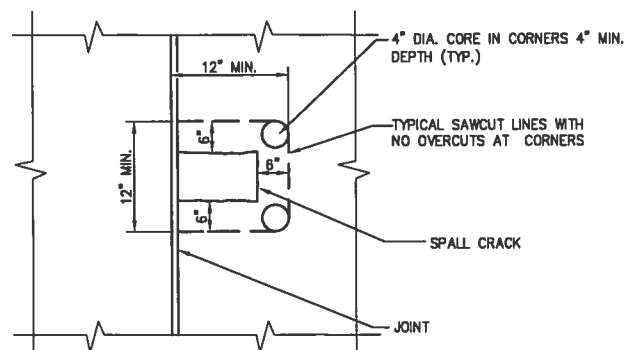 4" DIA. CORE IN CORNERS 4" MIN.
DEPTH (TYP.)
12" MIN.
TYPICAL SAWCUT LINES WITH
NO OVERCUTS AT CORNERS
6"
12" MIN.
6"
6"
SPALL CRACK
JOINT